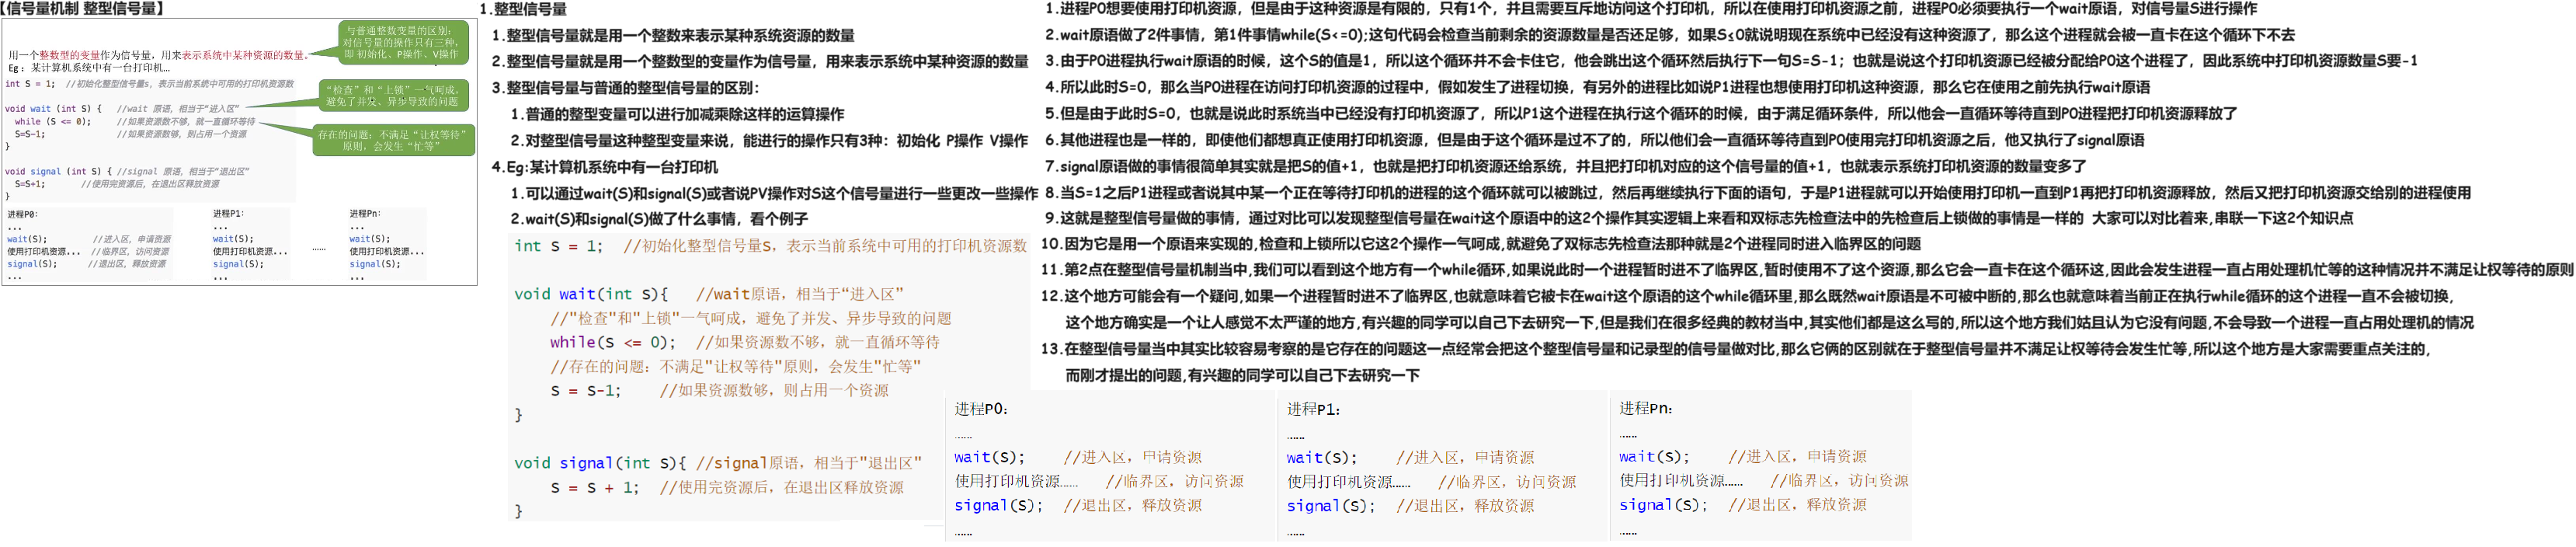 【信号量机制 整型信号量】
与普通整数变量的区别:
对信号量的操作只有三种,
即 初始化、P操作、V操作
用一个整数型的变量作为信号量，用来表示系统中某种资源的数量。
Eg：某计算机系统中有一台打印机…
int S = 1;  //初始化整型信号量s，表示当前系统中可用的打印机资源数
“检查”和“上锁”一气呵成，
避免了并发、异步导致的问题
void wait (int S) {   //wait 原语，相当于“进入区”
while (S <= 0);     //如果资源数不够，就一直循环等待
S=S-1;              //如果资源数够，则占用一个资源
}
存在的问题：不满足“让权等待”
原则，会发生“忙等”
void signal (int S) { //signal 原语，相当于“退出区”
S=S+1;       //使用完资源后，在退出区释放资源
}
进程P0:
...
wait(S);        //进入区，申请资源
使用打印机资源...  //临界区，访问资源
signal(S);      //退出区，释放资源
...
进程P1:
...
wait(S);
使用打印机资源...
signal(S);
...
……
进程Pn:
...
wait(S);
使用打印机资源...
signal(S);
...
1.整型信号量
1.整型信号量就是用一个整数来表示某种系统资源的数量
2.整型信号量就是用一个整数型的变量作为信号量，用来表示系统中某种资源的数量
3.整型信号量与普通的整型信号量的区别：
1.普通的整型变量可以进行加减乘除这样的运算操作
2.对整型信号量这种整型变量来说，能进行的操作只有3种：初始化 P操作 V操作
4.Eg:某计算机系统中有一台打印机
1.可以通过wait(S)和signal(S)或者说PV操作对S这个信号量进行一些更改一些操作
2.wait(S)和signal(S)做了什么事情，看个例子
int S = 1;  //初始化整型信号量S，表示当前系统中可用的打印机资源数
void wait(int S){   //wait原语，相当于“进入区”
//"检查"和"上锁"一气呵成，避免了并发、异步导致的问题
while(S <= 0);  //如果资源数不够，就一直循环等待
//存在的问题：不满足"让权等待"原则，会发生"忙等"
S = S-1;    //如果资源数够，则占用一个资源
}
void signal(int S){ //signal原语，相当于"退出区"
S = S + 1;  //使用完资源后，在退出区释放资源
}
1.进程P0想要使用打印机资源，但是由于这种资源是有限的，只有1个，并且需要互斥地访问这个打印机，所以在使用打印机资源之前，进程P0必须要执行一个wait原语，对信号量S进行操作
2.wait原语做了2件事情，第1件事情while(S<=0);这句代码会检查当前剩余的资源数量是否还足够，如果S≤0就说明现在系统中已经没有这种资源了，那么这个进程就会被一直卡在这个循环下不去
3.由于P0进程执行wait原语的时候，这个S的值是1，所以这个循环并不会卡住它，他会跳出这个循环然后执行下一句S=S-1；也就是说这个打印机资源已经被分配给P0这个进程了，因此系统中打印机资源数量S要-1
4.所以此时S=0，那么当P0进程在访问打印机资源的过程中，假如发生了进程切换，有另外的进程比如说P1进程也想使用打印机这种资源，那么它在使用之前先执行wait原语
5.但是由于此时S=0，也就是说此时系统当中已经没有打印机资源了，所以P1这个进程在执行这个循环的时候，由于满足循环条件，所以他会一直循环等待直到P0进程把打印机资源释放了
6.其他进程也是一样的，即使他们都想真正使用打印机资源，但是由于这个循环是过不了的，所以他们会一直循环等待直到P0使用完打印机资源之后，他又执行了signal原语
7.signal原语做的事情很简单其实就是把S的值+1，也就是把打印机资源还给系统，并且把打印机对应的这个信号量的值+1，也就表示系统打印机资源的数量变多了
8.当S=1之后P1进程或者说其中某一个正在等待打印机的进程的这个循环就可以被跳过，然后再继续执行下面的语句，于是P1进程就可以开始使用打印机一直到P1再把打印机资源释放，然后又把打印机资源交给别的进程使用
9.这就是整型信号量做的事情，通过对比可以发现整型信号量在wait这个原语中的这2个操作其实逻辑上来看和双标志先检查法中的先检查后上锁做的事情是一样的 大家可以对比着来,串联一下这2个知识点
10.因为它是用一个原语来实现的,检查和上锁所以它这2个操作一气呵成,就避免了双标志先检查法那种就是2个进程同时进入临界区的问题
11.第2点在整型信号量机制当中,我们可以看到这个地方有一个while循环,如果说此时一个进程暂时进不了临界区,暂时使用不了这个资源,那么它会一直卡在这个循环这,因此会发生进程一直占用处理机忙等的这种情况并不满足让权等待的原则
12.这个地方可能会有一个疑问,如果一个进程暂时进不了临界区,也就意味着它被卡在wait这个原语的这个while循环里,那么既然wait原语是不可被中断的,那么也就意味着当前正在执行while循环的这个进程一直不会被切换,
这个地方确实是一个让人感觉不太严谨的地方,有兴趣的同学可以自己下去研究一下,但是我们在很多经典的教材当中,其实他们都是这么写的,所以这个地方我们姑且认为它没有问题,不会导致一个进程一直占用处理机的情况
13.在整型信号量当中其实比较容易考察的是它存在的问题这一点经常会把这个整型信号量和记录型的信号量做对比,那么它俩的区别就在于整型信号量并不满足让权等待会发生忙等,所以这个地方是大家需要重点关注的,
而刚才提出的问题,有兴趣的同学可以自己下去研究一下
进程P0:
……
wait(S);    //进入区，申请资源
使用打印机资源……   //临界区，访问资源
signal(S);  //退出区，释放资源
……
进程P1:
……
wait(S);    //进入区，申请资源
使用打印机资源……   //临界区，访问资源
signal(S);  //退出区，释放资源
……
进程Pn:
……
wait(S);    //进入区，申请资源
使用打印机资源……   //临界区，访问资源
signal(S);  //退出区，释放资源
……